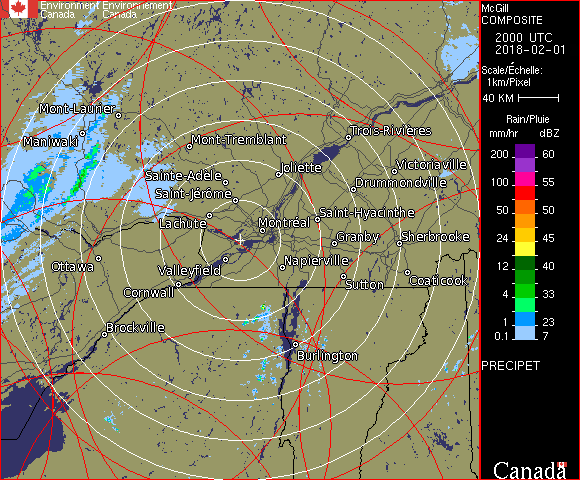 Environment Environnement
Canada Canada
McGill
COMPOSITE
2000 UTC
2018-02-01
Scale/Échelle:
1km/Pixel
40 KM
Rain/Pluie
mm/hr dBZ
200 60
100 55
50 50
24 45
12 40
4 33
1 23
0.1 7
PRECIPET
Canada
Mont-Laurier
Maniwaki
Mont-Tremblant
Trois-Rivières
Sainte-Adèle
Joliette
Victoriaville
Saint-Jérôme
Drummondville
Lachute
Montréal
Saint-Hyacinthe
Granby
Sherbrooke
Ottawa
Valleyfield
Napierville
Cornwall
Sutton
Coaticook
Brockville
Burlington